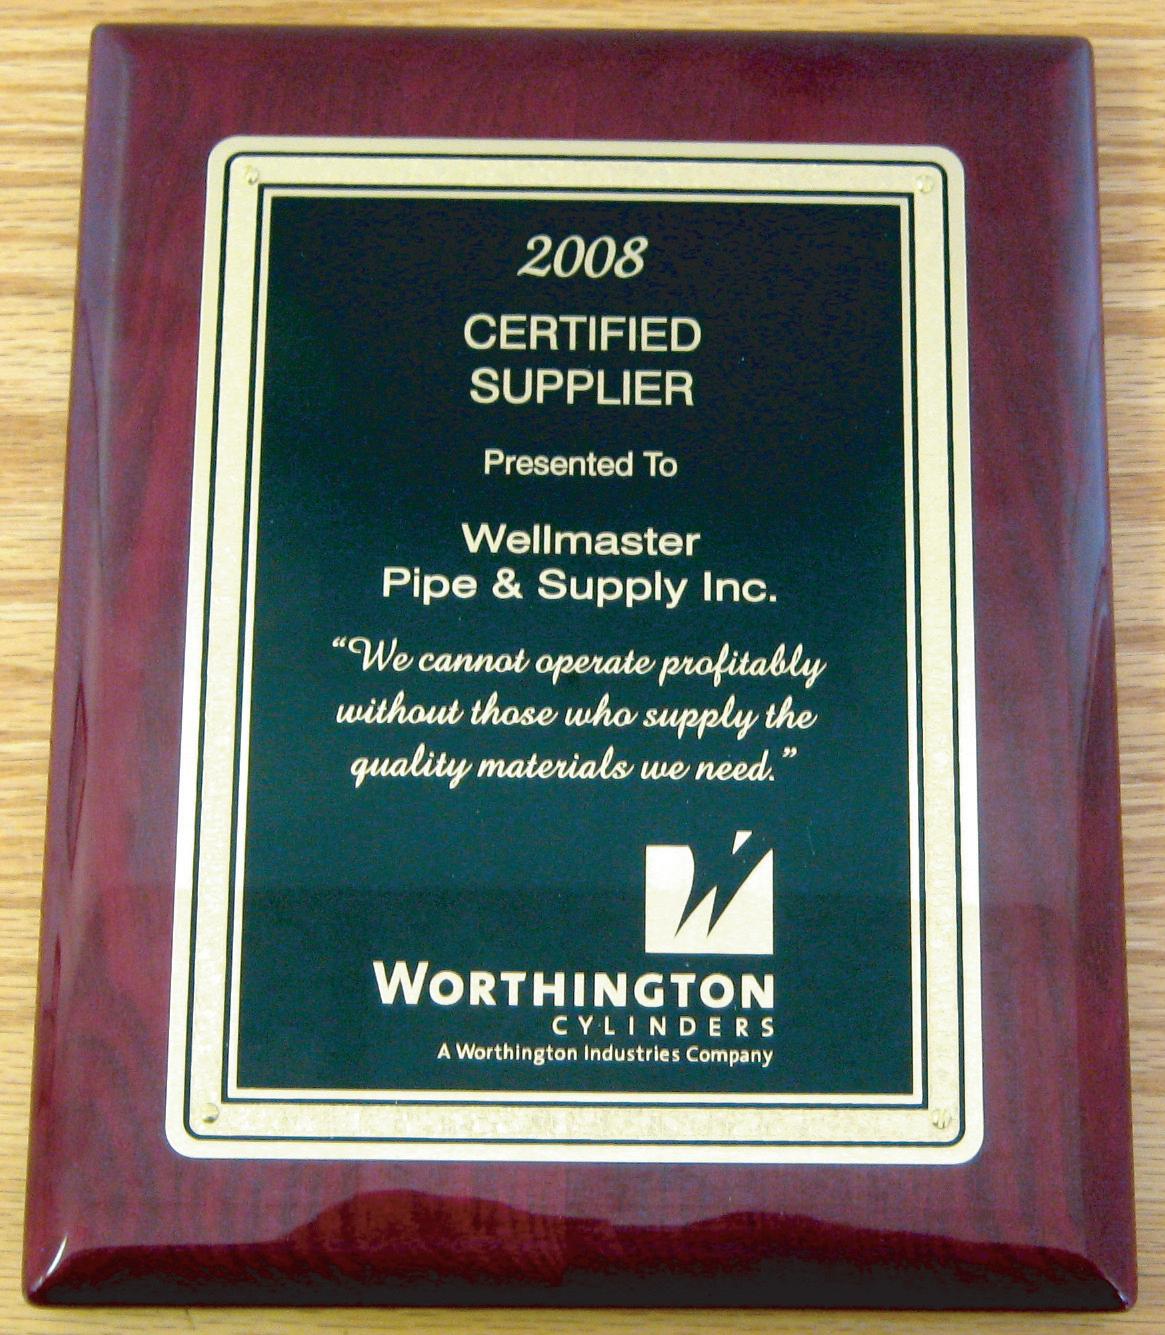 2008
CERTIFIED
SUPPLIER
Presented To
Wellmaster
Pipe & Supply Inc.
“We cannot operate profitably
without those who supply the
quality materials we need.”
WORTHINGTON
CYLINDERS
A Worthington Industries Company